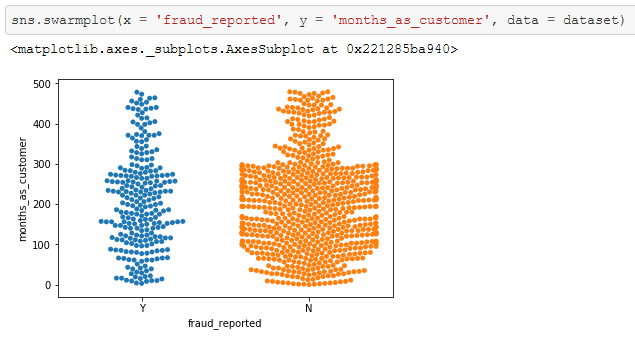 sns.swarmplot(x = 'fraud_reported', y = 'months_as_customer', data = dataset)
<matplotlib.axes._subplots.AxesSubplot at 0x221285ba940>
500
400
300
200
100
0
months_as_customer
Y N
fraud_reported